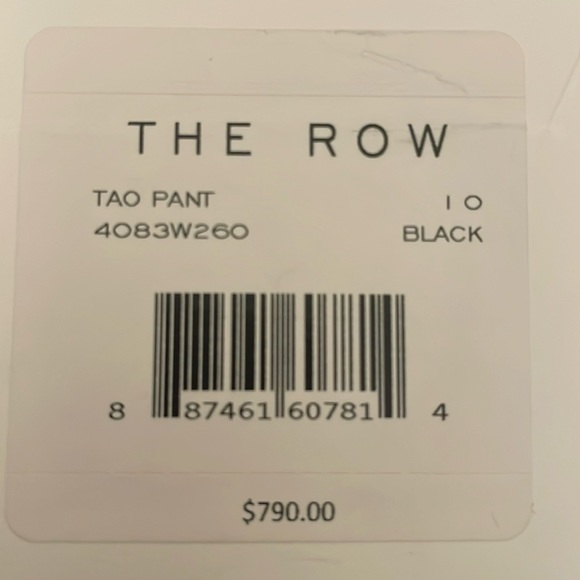 THE ROW
TAO PANT 10
4083W260 BLACK
8 87461 60781 4
$790.00